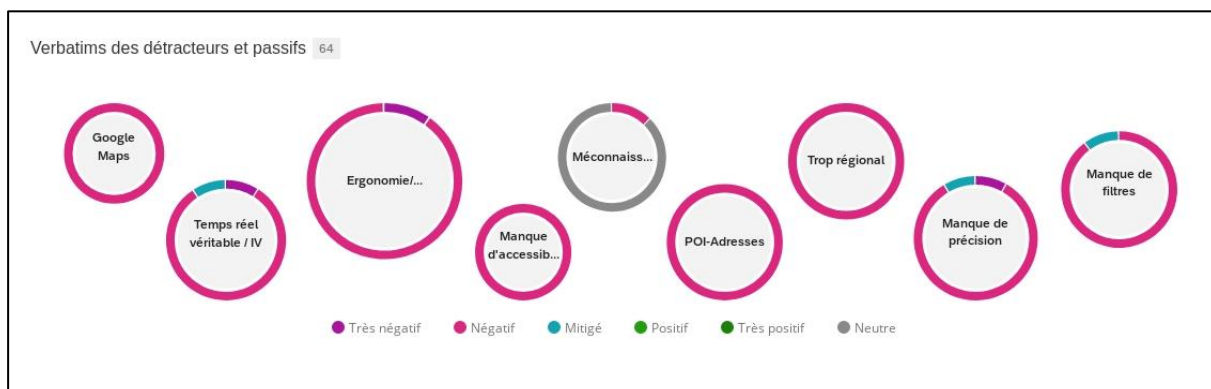 Verbatims des détracteurs et passifs 64
Google
Maps
Temps réel
véritable / IV
Ergonomie/...
Manque
d'accessib...
Méconnaiss...
POI-Adresses
Trop régional
Manque de
précision
Manque de
filtres
Très négatif Négatif Mitigé Positif Très positif Neutre